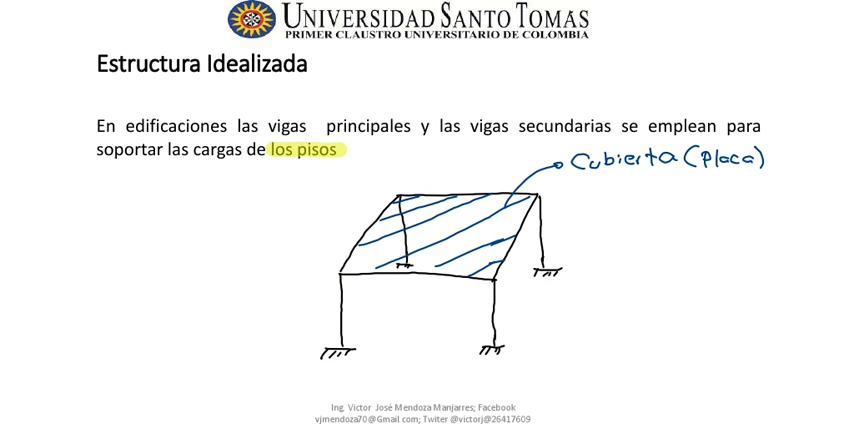 UNIVERSIDAD SANTO TOMAS
PRIMER CLAUSTRO UNIVERSITARIO DE COLOMBIA
Estructura Idealizada
En edificaciones las vigas principales y las vigas secundarias se emplean para
soportar las cargas de los pisos
Cubierta (Placa)
Ing. Victor José Mendoza Manjarres; Facebook
vjmendoza70@Gmail com; Twiter @victorj@26417609